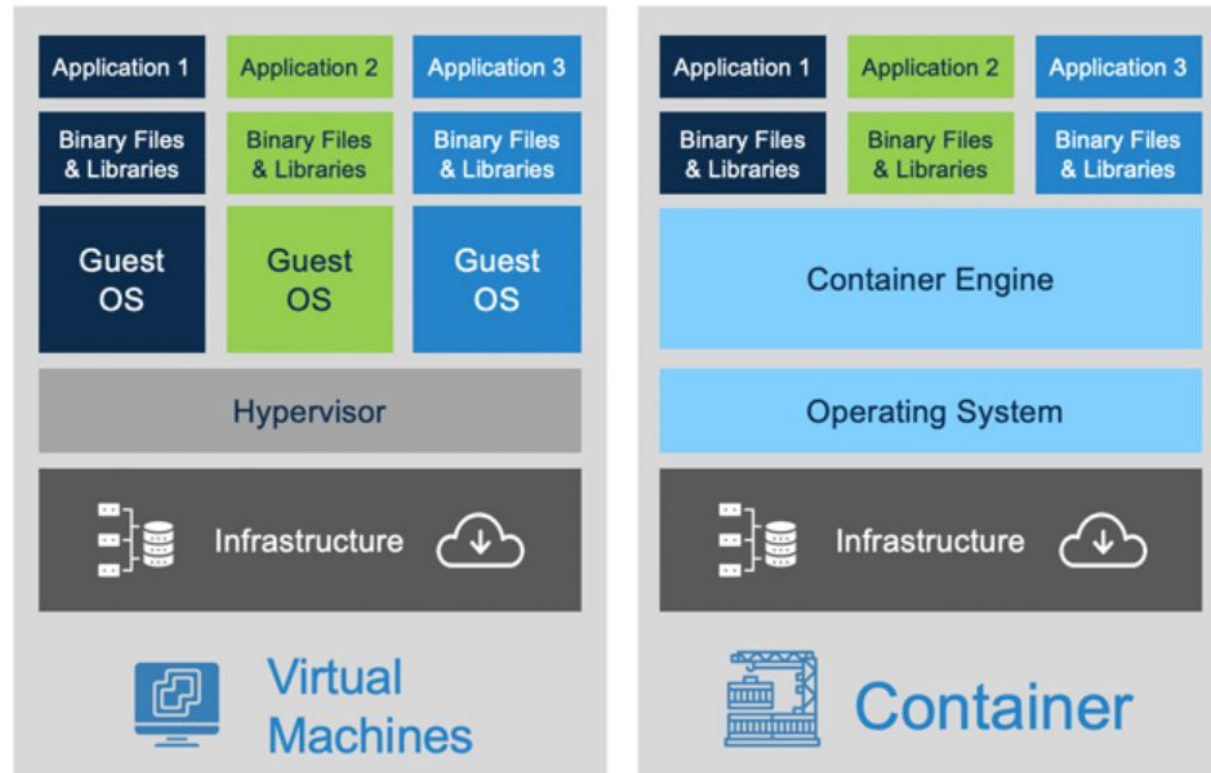 Application 1
Application 2
Application 3
Binary Files
& Libraries
Binary Files
& Libraries
Binary Files
& Libraries
Guest
OS
Guest
OS
Guest
OS
Hypervisor
Infrastructure
Virtual
Machines
Application 1
Application 2
Application 3
Binary Files
& Libraries
Binary Files
& Libraries
Binary Files
& Libraries
Container Engine
Operating System
Infrastructure
Container